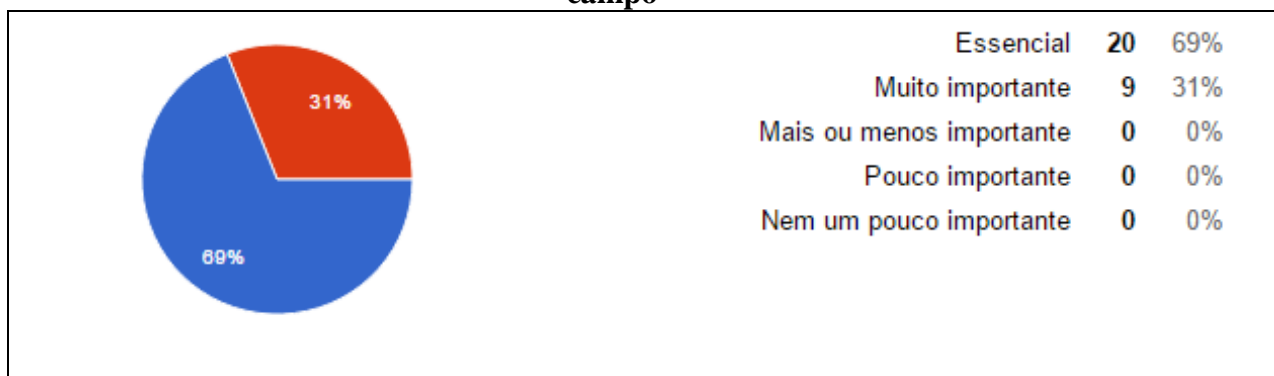 campo
31%
69%
Essencial 20 69%
Muito importante 9 31%
Mais ou menos importante 0 0%
Pouco importante 0 0%
Nem um pouco importante 0 0%